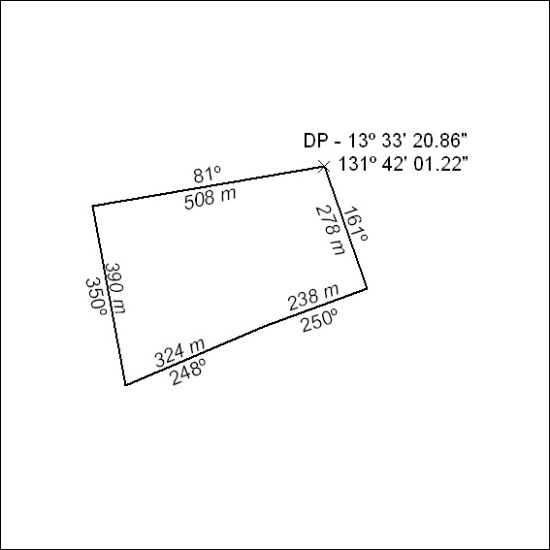 DP - 13º 33' 20.86"
131º 42' 01.22"
81º
508 m
161º
278 m
390 m
350º
238 m
250º
324 m
248º